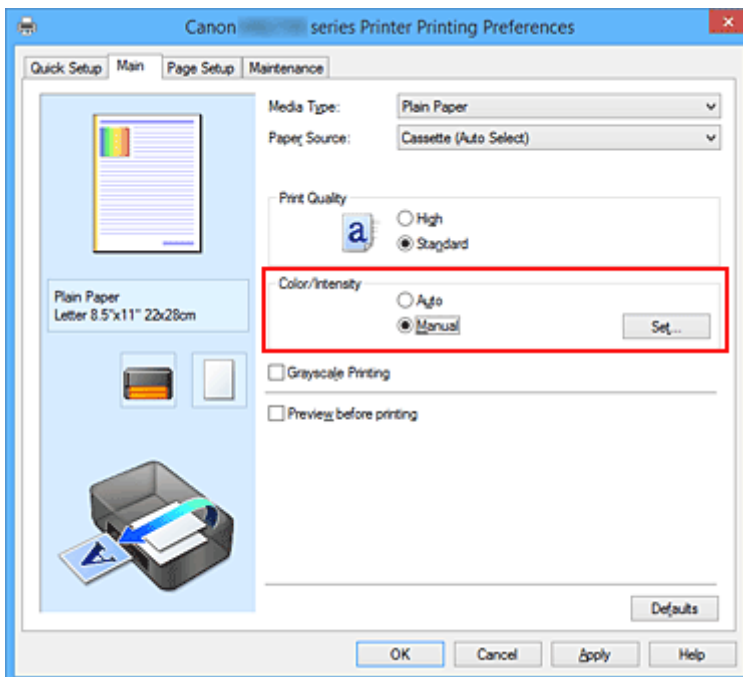 Canon series Printer Printing Preferences
Quick Setup Main Page Setup Maintenance
Media Type: Plain Paper
Paper Source: Cassette (Auto Select)
Print Quality
a
High
Standard
Color/Intensity
Auto
Manual Set...
Plain Paper
Letter 8.5"x11" 22x28cm
Grayscale Printing
Preview before printing
A
Defaults
OK Cancel Apply Help